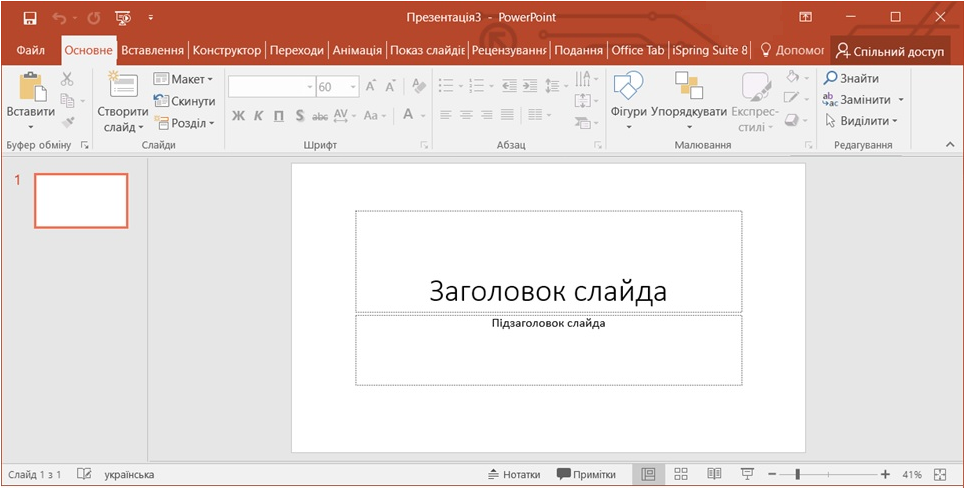 Презентація3 - PowerPoint
Файл Основне Вставлення Конструктор Переходи Анімація Показ слайдів Рецензування Подання Office Tab iSpring Suite 8 Допомог Спільний доступ
Вставити
Створити слайд
Макет
Скинути
Розділ
60
Ж К П S abc AV Aa A
Фігури Упорядкувати Експрес-стилі
Знайти
Замінити
Виділити
Буфер обміну Слайди Шрифт Абзац Малювання Редагування
1
Заголовок слайда
Підзаголовок слайда
Слайд 1 з 1 українська Нотатки Примітки 41%